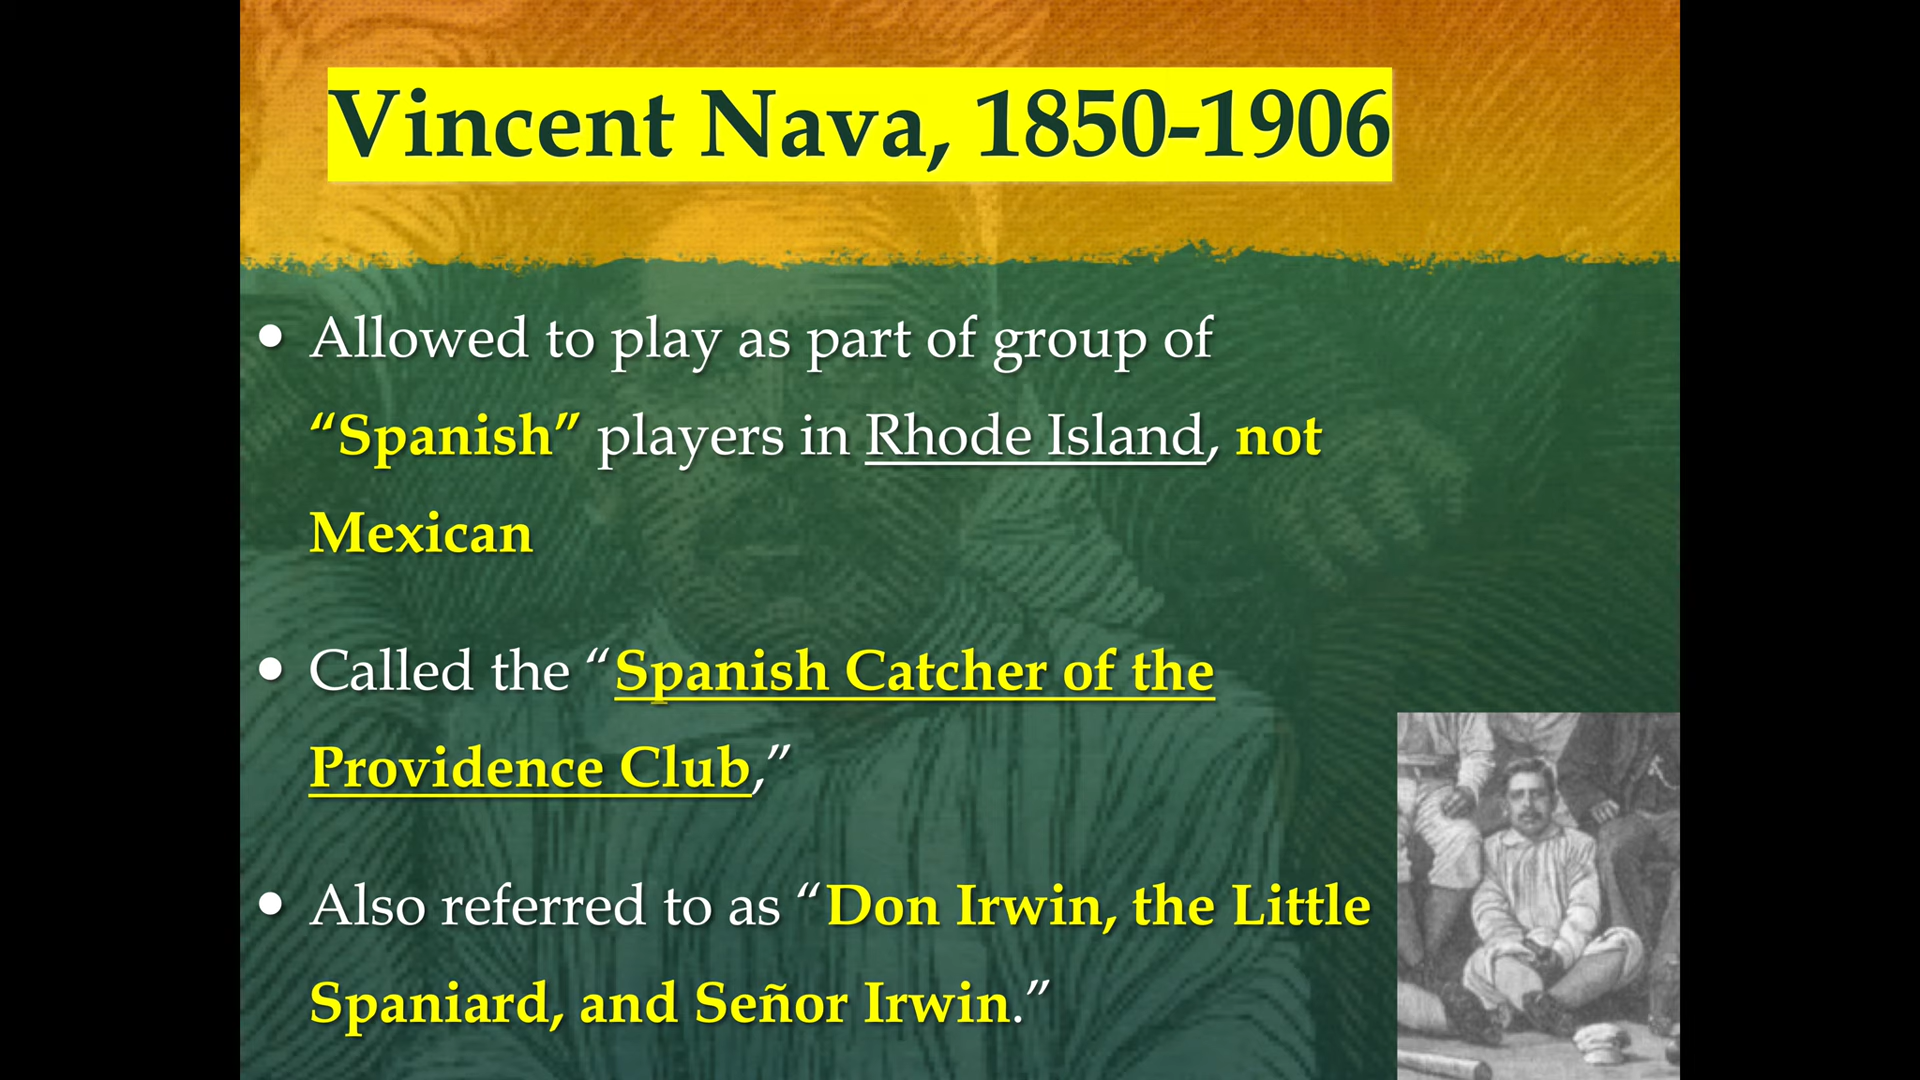 Vincent Nava, 1850-1906
• Allowed to play as part of group of
“Spanish” players in Rhode Island, not
Mexican
• Called the “Spanish Catcher of the
Providence Club,”
• Also referred to as “Don Irwin, the Little
Spaniard, and Señor Irwin.”